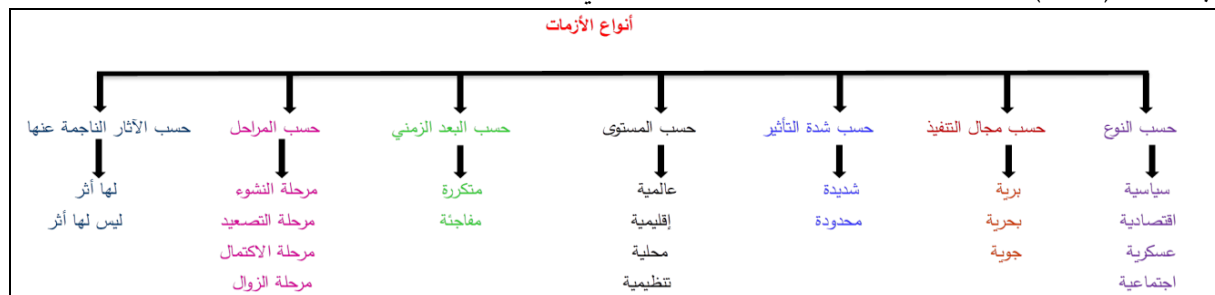 أنواع الأزمات
حسب النوع
سياسية
اقتصادية
عسكرية
اجتماعية
حسب مجال التنفيذ
برية
بحرية
جوية
حسب شدة التأثير
شديدة
محدودة
حسب المستوى
عالمية
إقليمية
محلية
تنظيمية
حسب البعد الزمني
متكررة
مفاجئة
حسب المراحل
مرحلة النشوء
مرحلة التصعيد
مرحلة الاكتمال
مرحلة الزوال
حسب الآثار الناجمة عنها
لها أثر
ليس لها أثر